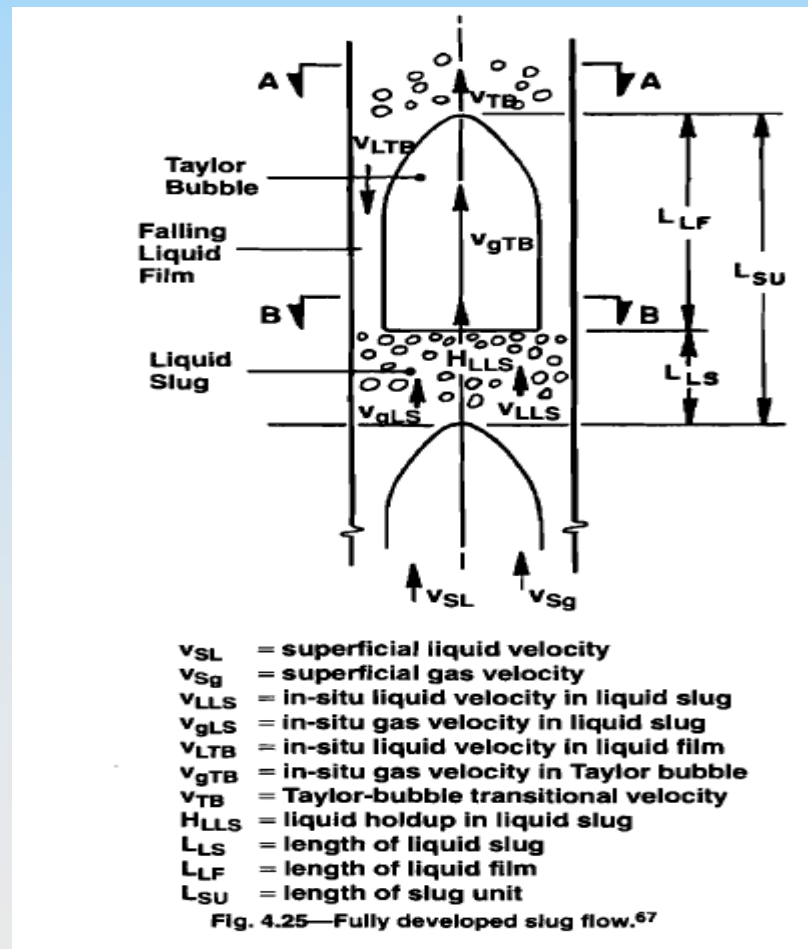 A
A
vTB
vLTB
Taylor
Bubble
LLF
vgTB
Falling
Liquid
Film
LSU
B
B
HLLS
Liquid
Slug
LLS
vgLS
vLLS
vSL
vSg
vSL = superficial liquid velocity
vSg = superficial gas velocity
vLLS = in-situ liquid velocity in liquid slug
vgLS = in-situ gas velocity in liquid slug
vLTB = in-situ liquid velocity in liquid film
vgTB = in-situ gas velocity in Taylor bubble
vTB = Taylor-bubble transitional velocity
HLLS = liquid holdup in liquid slug
LLS = length of liquid slug
LLF = length of liquid film
LSU = length of slug unit
Fig. 4.25—Fully developed slug flow.67